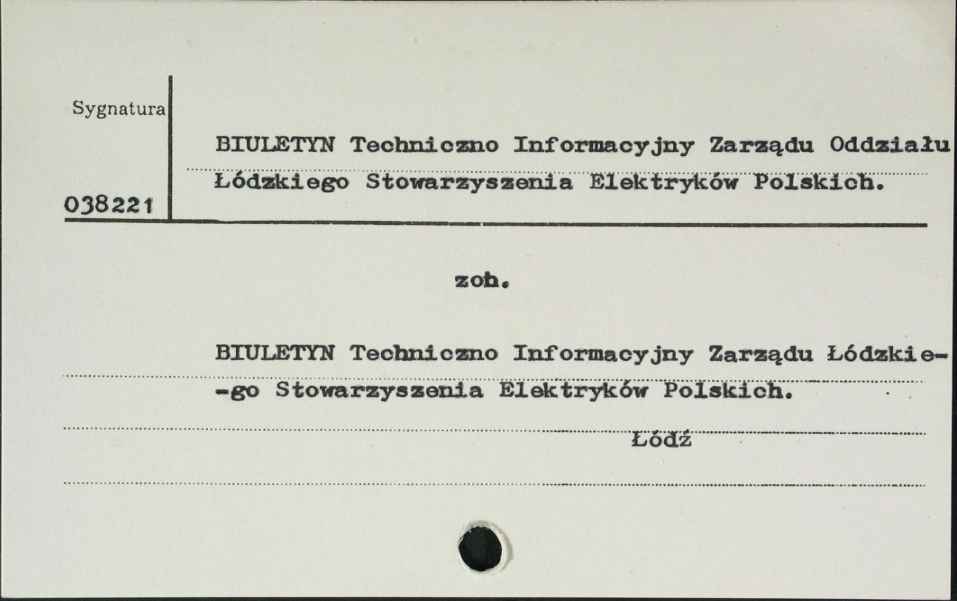 Sygnatura
BIULETYN Techniczno Informacyjny Zarządu Oddziału
Łódzkiego Stowarzyszenia Elektryków Polskich.
038221
zob.
BIULETYN Techniczno Informacyjny Zarządu Łódzkie-
-go Stowarzyszenia Elektryków Polskich.
Łódź